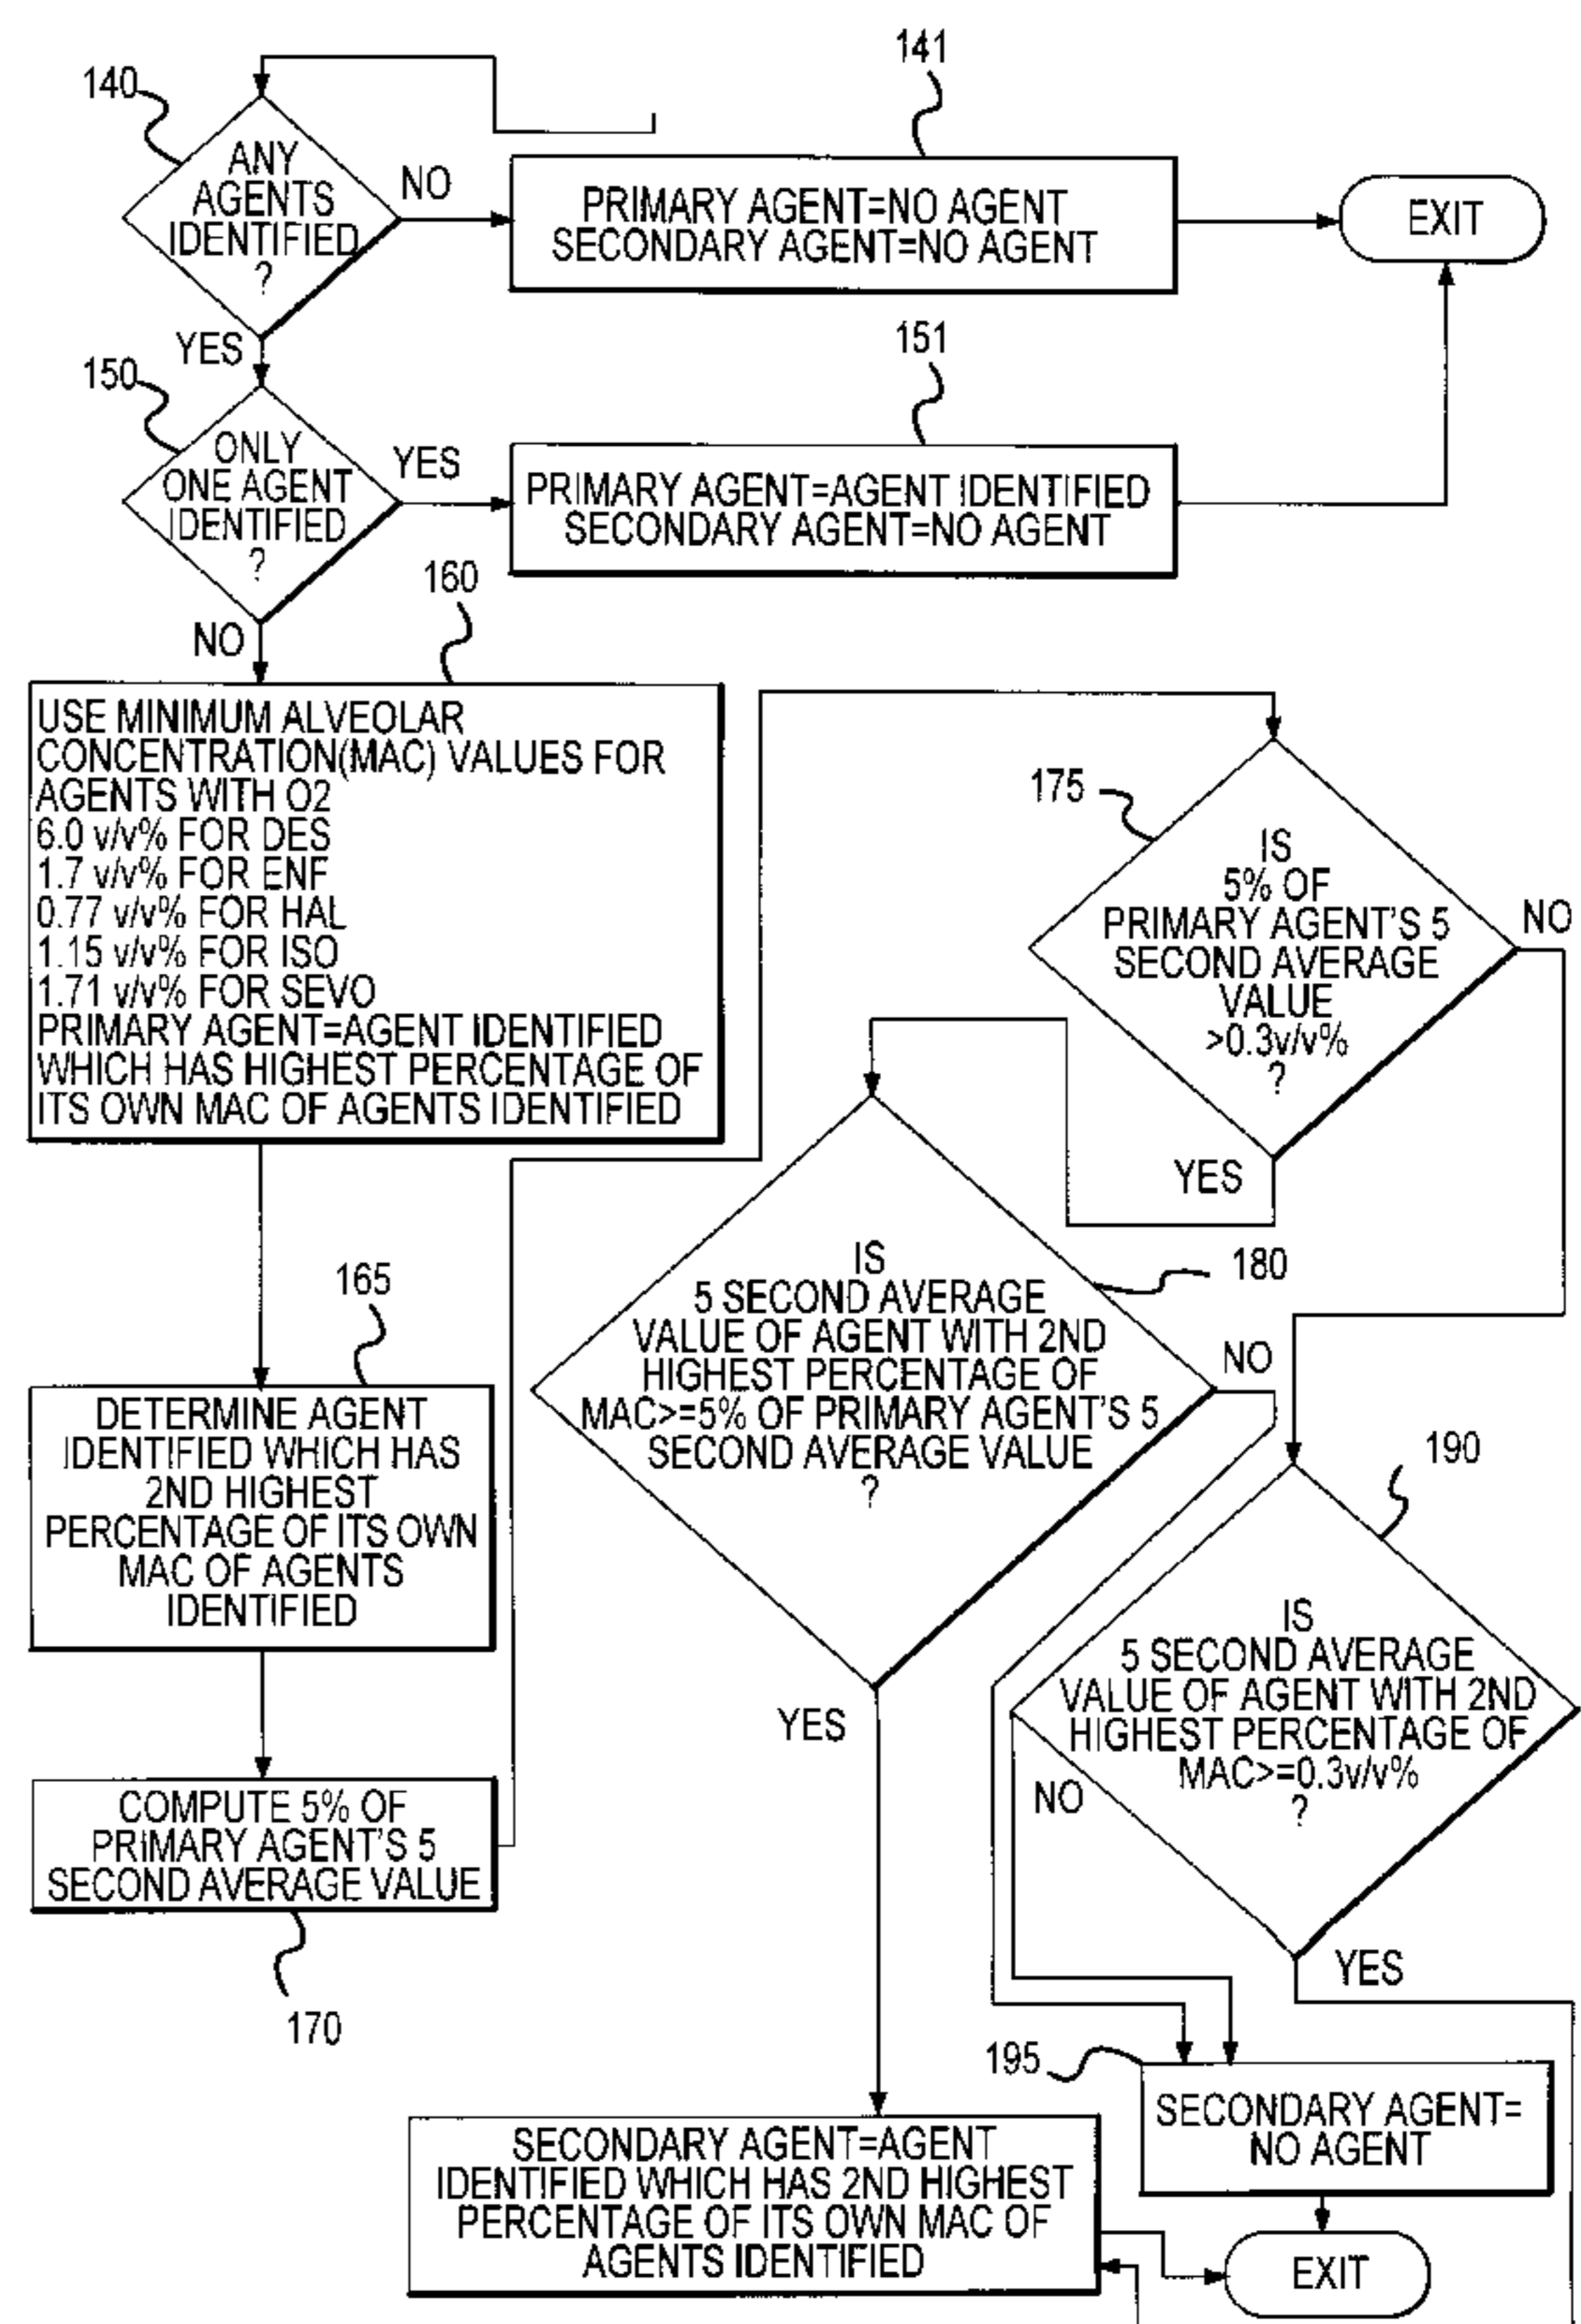 141
140
ANY
AGENTS
IDENTIFIED
?
NO
PRIMARY AGENT=NO AGENT
SECONDARY AGENT=NO AGENT
EXIT
YES
151
150
ONLY
ONE AGENT
IDENTIFIED
?
YES
PRIMARY AGENT=AGENT IDENTIFIED
SECONDARY AGENT=NO AGENT
NO
160
USE MINIMUM ALVEOLAR
CONCENTRATION(MAC) VALUES FOR
AGENTS WITH O2
6.0 v/v% FOR DES
1.7 v/v% FOR ENF
0.77 v/v% FOR HAL
1.15 v/v% FOR ISO
1.71 v/v% FOR SEVO
PRIMARY AGENT=AGENT IDENTIFIED
WHICH HAS HIGHEST PERCENTAGE OF
ITS OWN MAC OF AGENTS IDENTIFIED
165
DETERMINE AGENT
IDENTIFIED WHICH HAS
2ND HIGHEST
PERCENTAGE OF ITS OWN
MAC OF AGENTS
IDENTIFIED
COMPUTE 5% OF
PRIMARY AGENT'S 5
SECOND AVERAGE VALUE
170
175
IS
5% OF
PRIMARY AGENT'S 5
SECOND AVERAGE
VALUE
>0.3v/v%
?
NO
YES
180
IS
5 SECOND AVERAGE
VALUE OF AGENT WITH 2ND
HIGHEST PERCENTAGE OF
MAC>=5% OF PRIMARY AGENT'S 5
SECOND AVERAGE VALUE
?
NO
YES
190
IS
5 SECOND AVERAGE
VALUE OF AGENT WITH 2ND
HIGHEST PERCENTAGE OF
MAC>=0.3v/v%
?
NO
YES
195
SECONDARY AGENT=
NO AGENT
SECONDARY AGENT=AGENT
IDENTIFIED WHICH HAS 2ND HIGHEST
PERCENTAGE OF ITS OWN MAC OF
AGENTS IDENTIFIED
EXIT